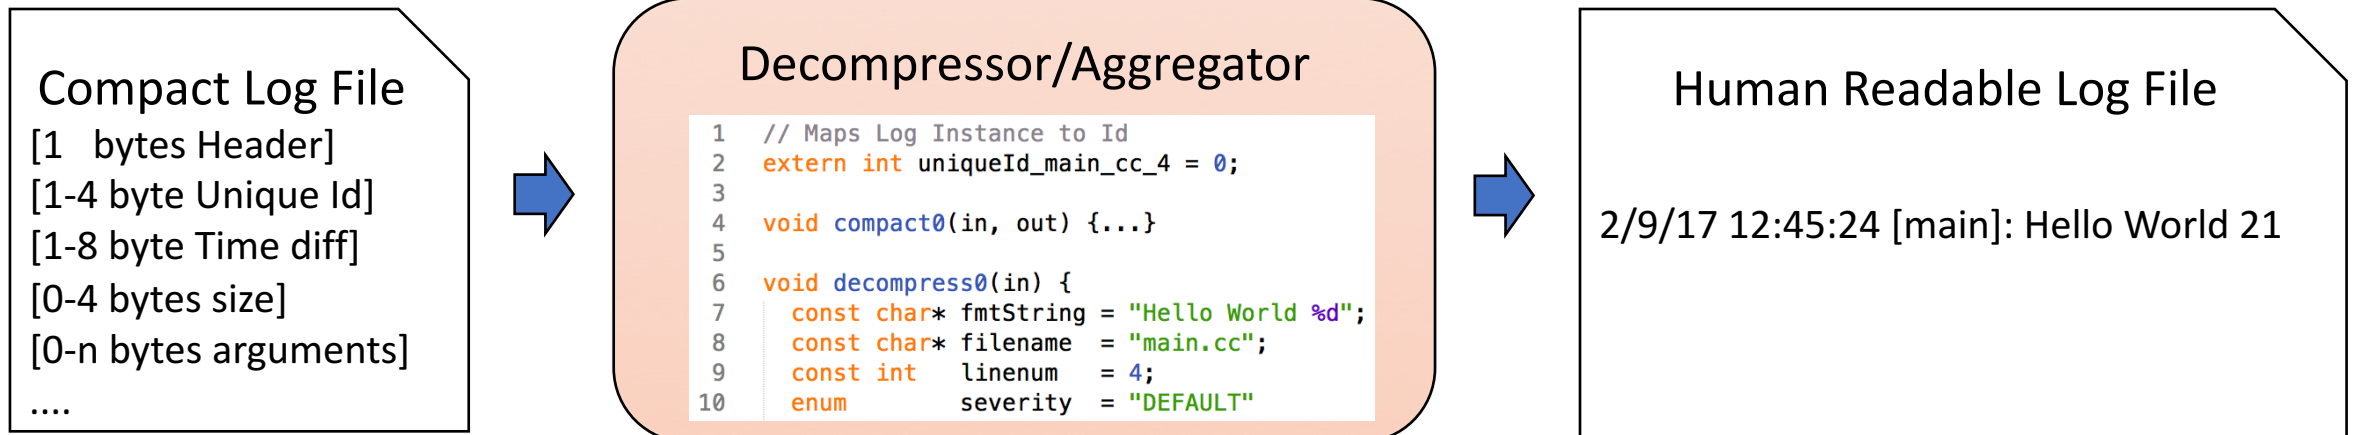 Compact Log File
[1 bytes Header]
[1-4 byte Unique Id]
[1-8 byte Time diff]
[0-4 bytes size]
[0-n bytes arguments]
....
Decompressor/Aggregator
1 // Maps Log Instance to Id
2 extern int uniqueId_main_cc_4 = 0;
3
4 void compact0(in, out) {...}
5
6 void decompress0(in) {
7 const char* fmtString = "Hello World %d";
8 const char* filename = "main.cc";
9 const int linenum = 4;
10 enum severity = "DEFAULT"
Human Readable Log File
2/9/17 12:45:24 [main]: Hello World 21